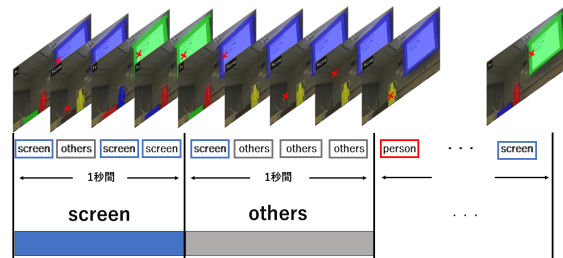 screen others screen screen screen others others others person ・・・ screen
1秒間 1秒間
screen others ・・・